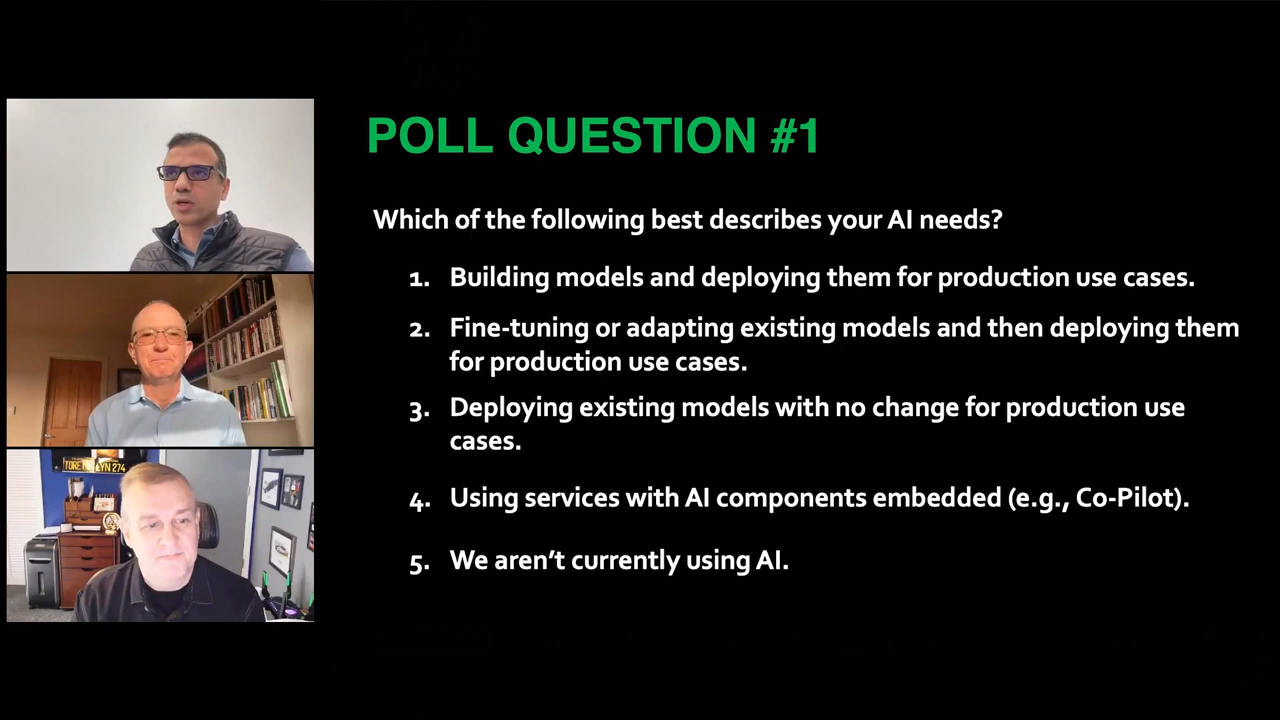 POLL QUESTION #1
Which of the following best describes your AI needs?
1. Building models and deploying them for production use cases.
2. Fine-tuning or adapting existing models and then deploying them
for production use cases.
3. Deploying existing models with no change for production use
cases.
4. Using services with AI components embedded (e.g., Co-Pilot).
5. We aren’t currently using AI.